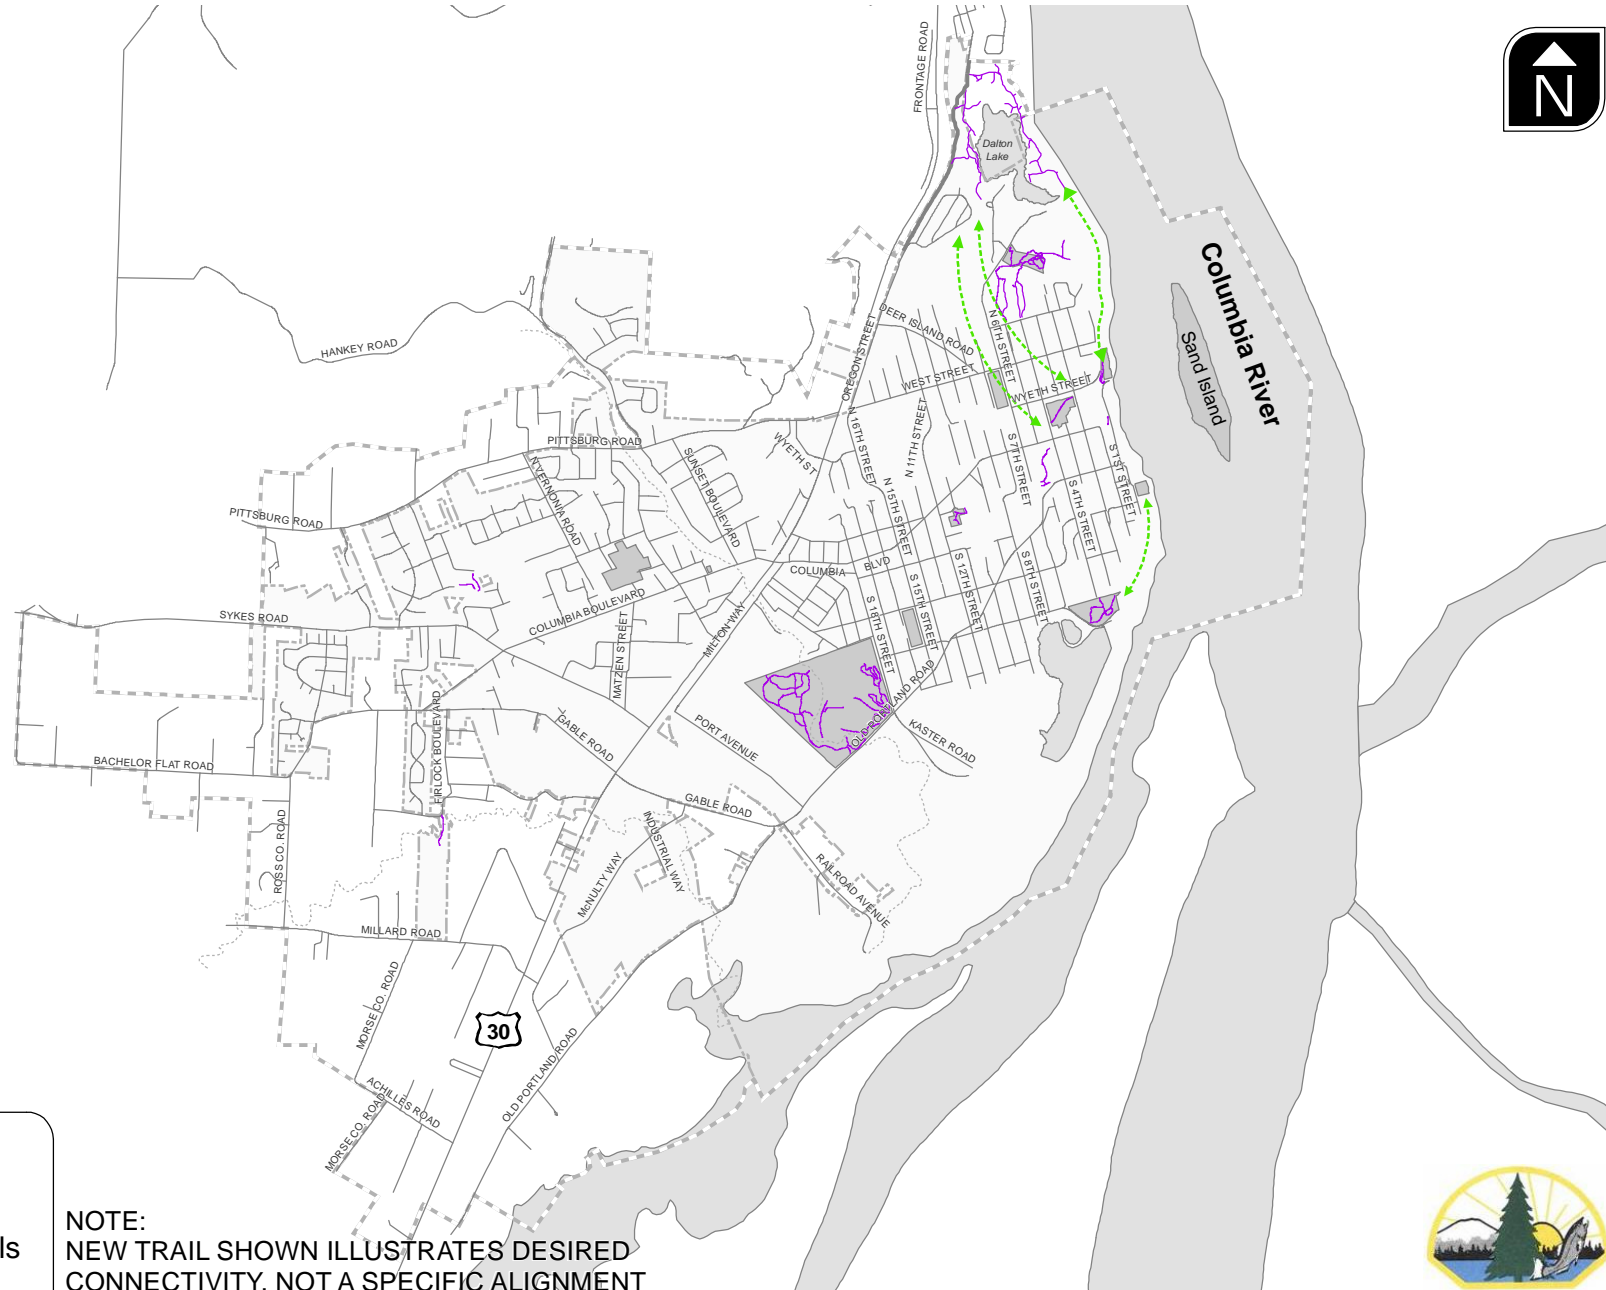 FRONTAGE ROAD
N
Dalton
Lake
Columbia River
Sand Island
HANKEY ROAD
OREGON STREET
DEER ISLAND ROAD
N 6TH STREET
WEST STREET
WYETH STREET
PITTSBURG ROAD
WYETH ST
N 16TH STREET
N 11TH STREET
S 7TH STREET
S 1ST STREET
N VERNONIA ROAD
SUNSET BOULEVARD
N 15TH STREET
S 4TH STREET
PITTSBURG ROAD
COLUMBIA BLVD
S 12TH STREET
S 8TH STREET
S 15TH STREET
S 18TH STREET
SYKES ROAD
COLUMBIA BOULEVARD
MATZEN STREET
MILTON WAY
OLD PORTLAND ROAD
KASTER ROAD
PORT AVENUE
GABLE ROAD
FIRLOCK BOULEVARD
BACHELOR FLAT ROAD
GABLE ROAD
INDUSTRIAL WAY
RAILROAD AVENUE
McNULTY WAY
ROSS CO. ROAD
MILLARD ROAD
MORSE CO. ROAD
30
OLD PORTLAND ROAD
ACHILLES ROAD
MORSE CO. ROAD
ls
NOTE:
NEW TRAIL SHOWN ILLUSTRATES DESIRED
CONNECTIVITY, NOT A SPECIFIC ALIGNMENT